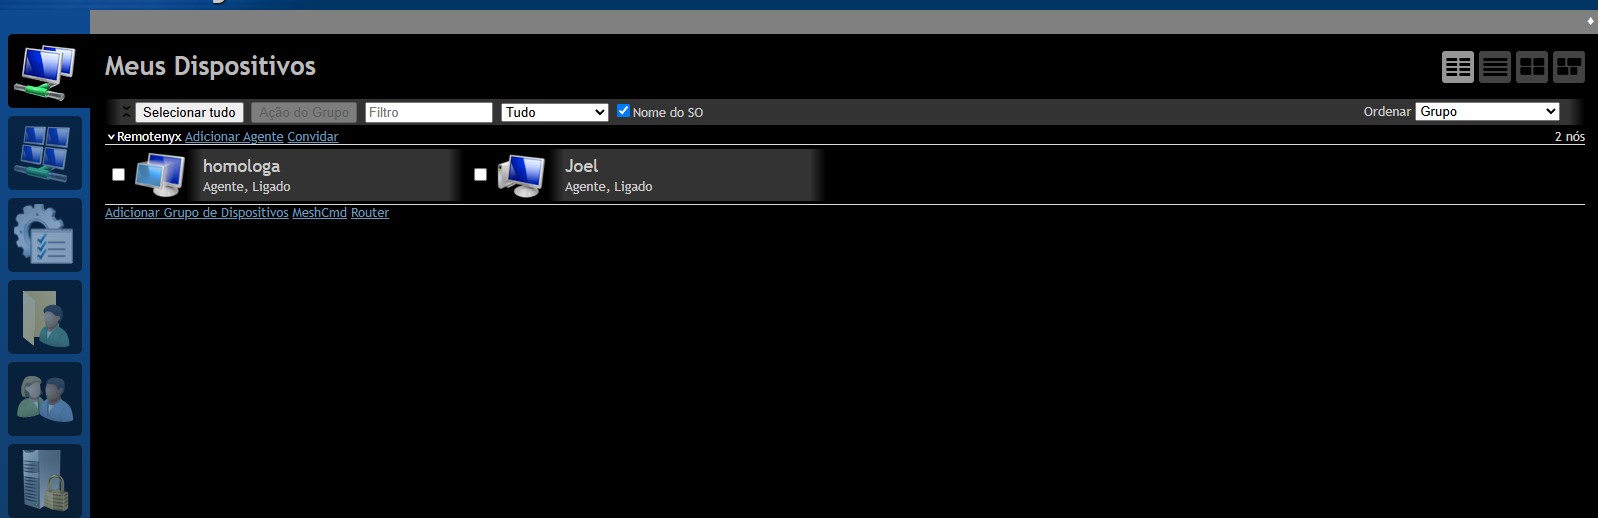 Meus Dispositivos
Selecionar tudo Ação do Grupo Filtro Tudo Nome do SO Ordenar Grupo
Remotenyx Adicionar Agente Convidar 2 nós
homologa Joel
Agente, Ligado Agente, Ligado
Adicionar Grupo de Dispositivos MeshCmd Router